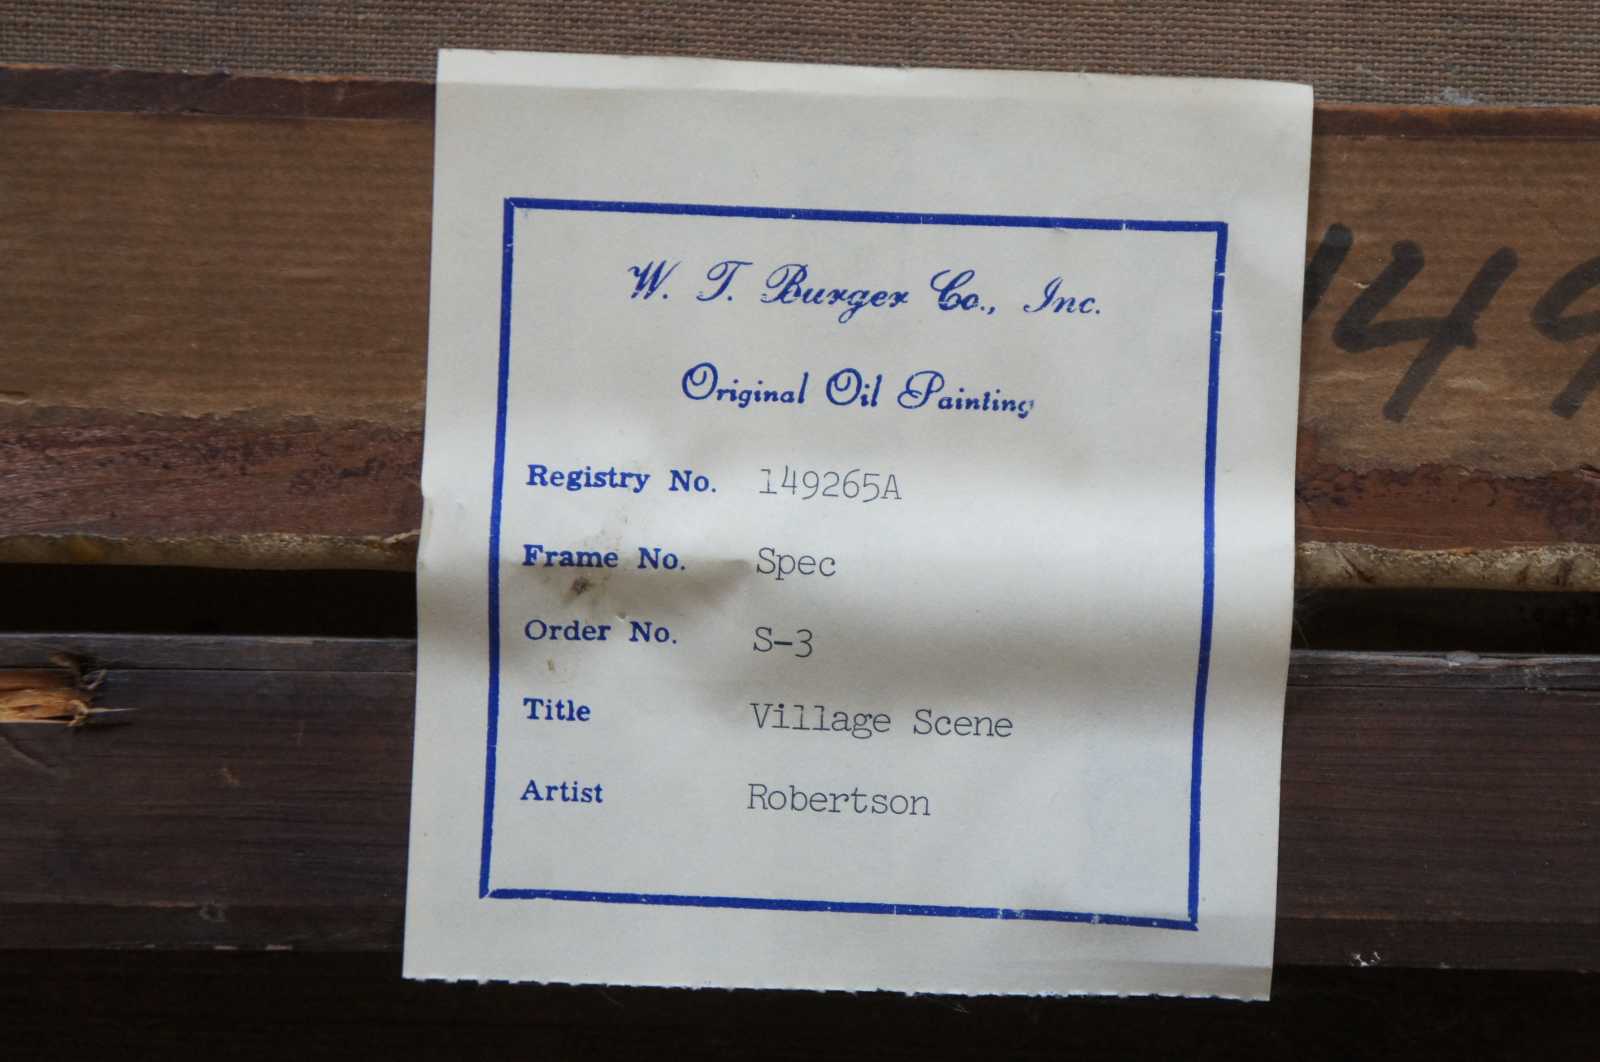 W. T. Burger Co., Inc.
Original Oil Painting
Registry No. 149265A
Frame No. Spec
Order No. S-3
Title Village Scene
Artist Robertson
149